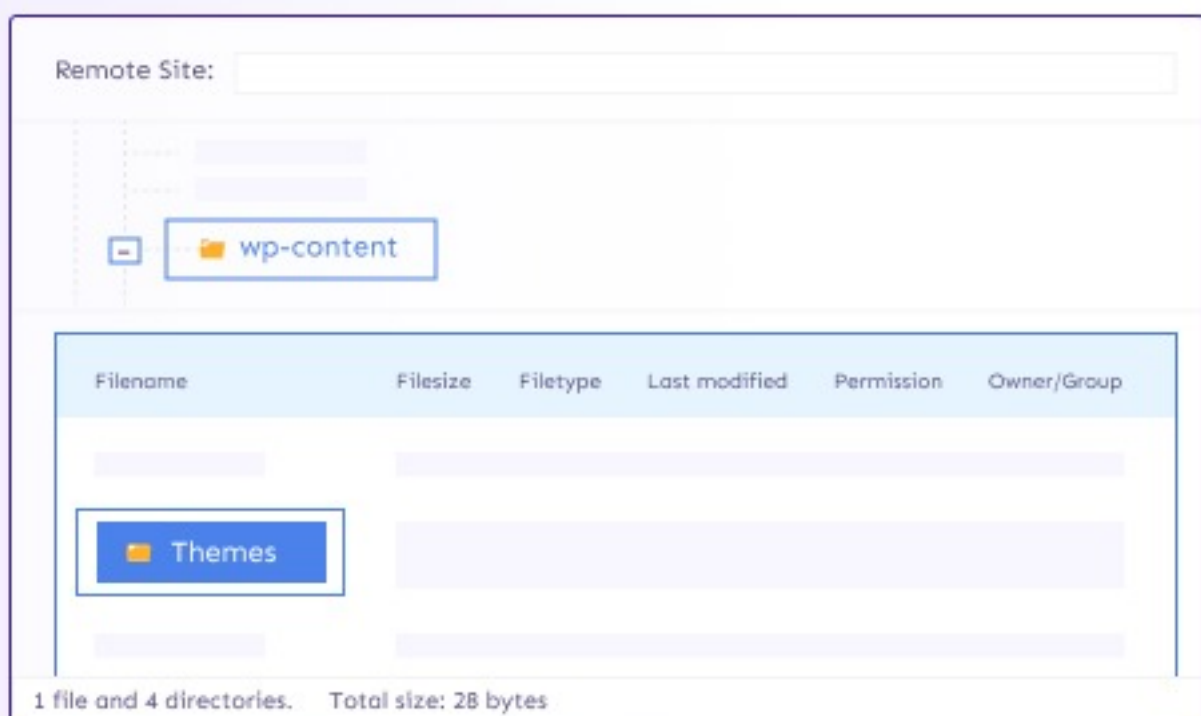 Remote Site:
wp-content
Filename Filesize Filetype Last modified Permission Owner/Group
Themes
1 file and 4 directories. Total size: 28 bytes